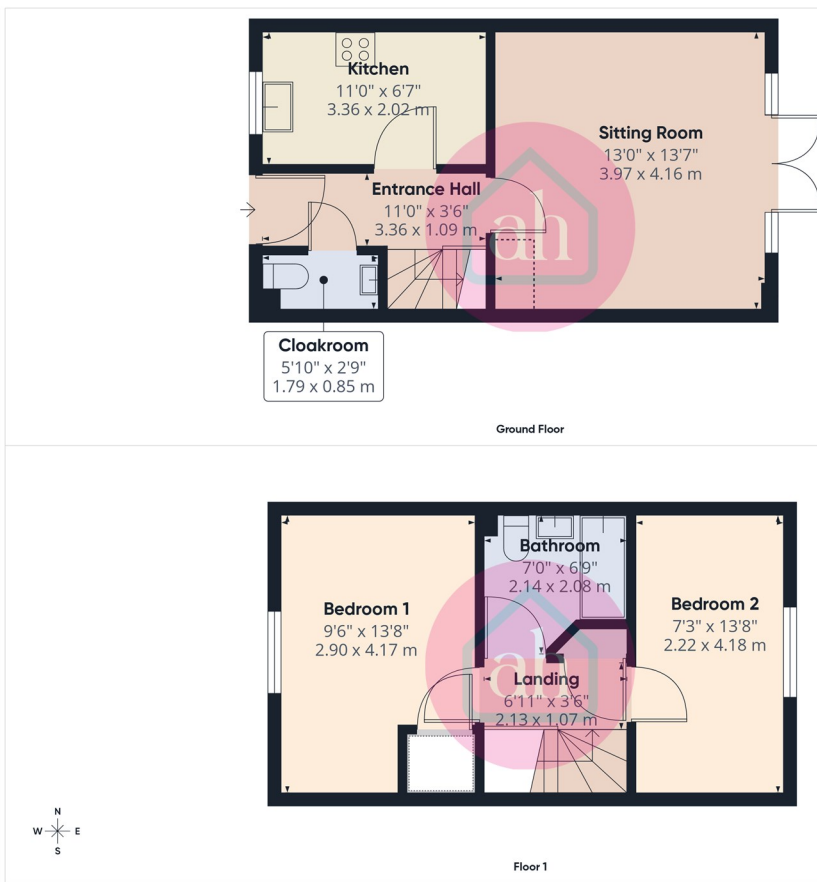 Kitchen
11'0" x 6'7"
3.36 x 2.02 m
Sitting Room
13'0" x 13'7"
3.97 x 4.16 m
Entrance Hall
11'0" x 3'6"
3.36 x 1.09 m
ah
Cloakroom
5'10" x 2'9"
1.79 x 0.85 m
Ground Floor
Bathroom
7'0" x 6'9"
2.14 x 2.08 m
Bedroom 1
9'6" x 13'8"
2.90 x 4.17 m
Bedroom 2
7'3" x 13'8"
2.22 x 4.18 m
ah
Landing
6'11" x 3'6"
2.13 x 1.07 m
N
W E
S
Floor 1